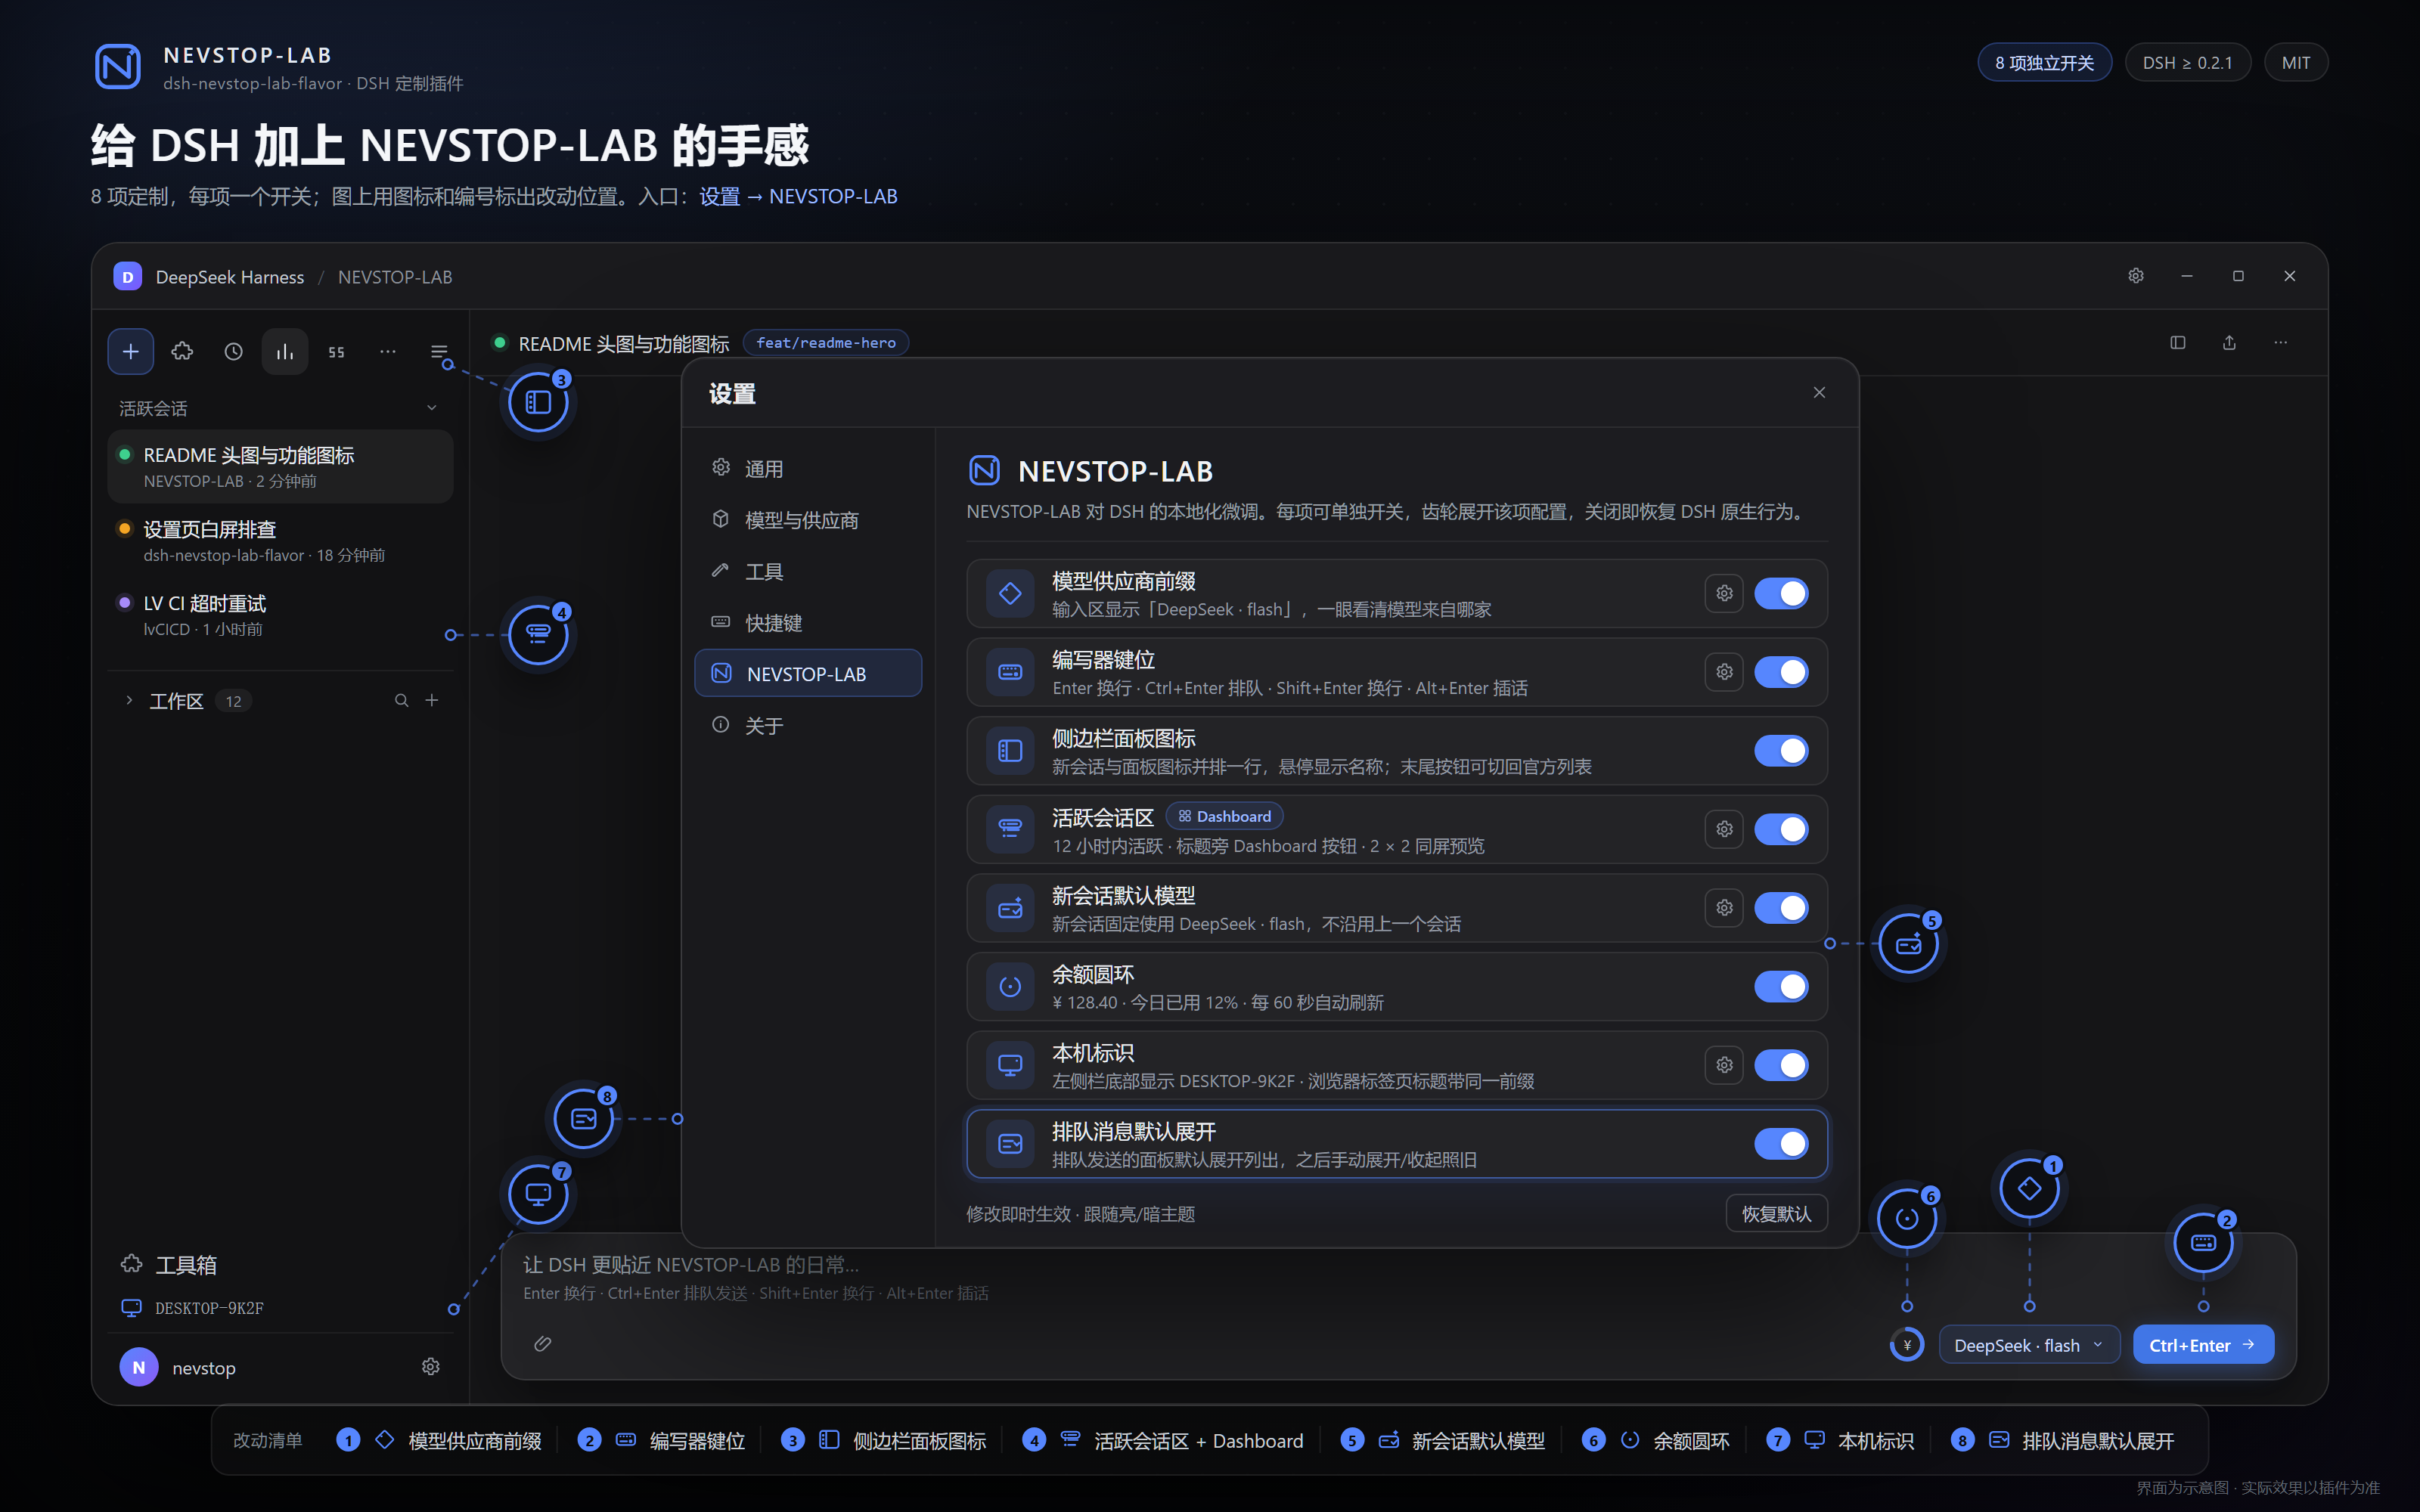 NEVSTOP-LAB
dsh-nevstop-lab-flavor · DSH 定制插件
8 项独立开关
DSH ≥ 0.2.1
MIT
给 DSH 加上 NEVSTOP-LAB 的手感
8 项定制，每项一个开关；图上用图标和编号标出改动位置。入口：设置 → NEVSTOP-LAB
D
DeepSeek Harness / NEVSTOP-LAB
README 头图与功能图标
feat/readme-hero
活跃会话
README 头图与功能图标
NEVSTOP-LAB · 2 分钟前
设置页白屏排查
dsh-nevstop-lab-flavor · 18 分钟前
LV CI 超时重试
lvCICD · 1 小时前
工作区 12
3
4
8
7
工具箱
DESKTOP-9K2F
N
nevstop
设置
通用
模型与供应商
工具
快捷键
NEVSTOP-LAB
关于
NEVSTOP-LAB
NEVSTOP-LAB 对 DSH 的本地化微调。每项可单独开关，齿轮展开该项配置，关闭即恢复 DSH 原生行为。
模型供应商前缀
输入区显示「DeepSeek · flash」，一眼看清模型来自哪家
编写器键位
Enter 换行 · Ctrl+Enter 排队 · Shift+Enter 换行 · Alt+Enter 插话
侧边栏面板图标
新会话与面板图标并排一行，悬停显示名称；末尾按钮可切回官方列表
活跃会话区 Dashboard
12 小时内活跃 · 标题旁 Dashboard 按钮 · 2 × 2 同屏预览
新会话默认模型
新会话固定使用 DeepSeek · flash，不沿用上一个会话
余额圆环
¥ 128.40 · 今日已用 12% · 每 60 秒自动刷新
本机标识
左侧栏底部显示 DESKTOP-9K2F · 浏览器标签页标题带同一前缀
排队消息默认展开
排队发送的面板默认展开列出，之后手动展开/收起照旧
修改即时生效 · 跟随亮/暗主题
恢复默认
5
6
1
2
让 DSH 更贴近 NEVSTOP-LAB 的日常...
Enter 换行 · Ctrl+Enter 排队发送 · Shift+Enter 换行 · Alt+Enter 插话
¥
DeepSeek · flash
Ctrl+Enter →
改动清单
1 模型供应商前缀
2 编写器键位
3 侧边栏面板图标
4 活跃会话区 + Dashboard
5 新会话默认模型
6 余额圆环
7 本机标识
8 排队消息默认展开
界面为示意图 · 实际效果以插件为准